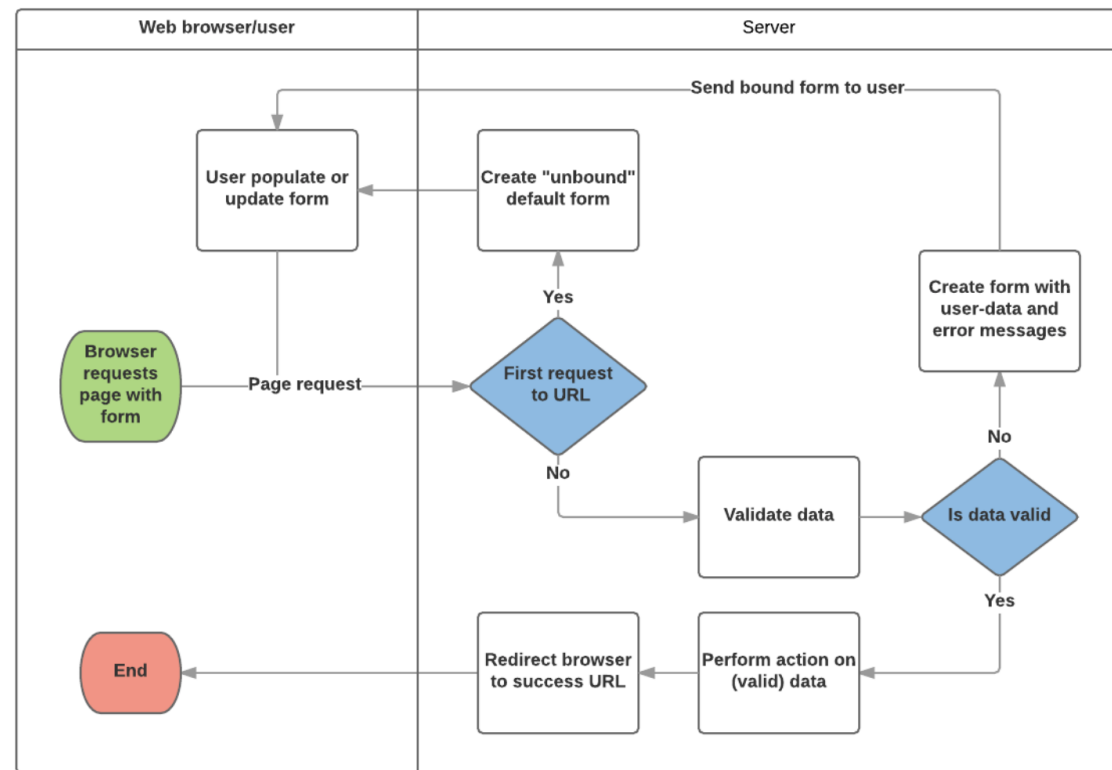 Web browser/user
Server
Send bound form to user
User populate or
update form
Create "unbound"
default form
Yes
Create form with
user-data and
error messages
Browser
requests
page with
form
Page request
First request
to URL
No
No
Validate data
Is data valid
Yes
End
Redirect browser
to success URL
Perform action on
(valid) data